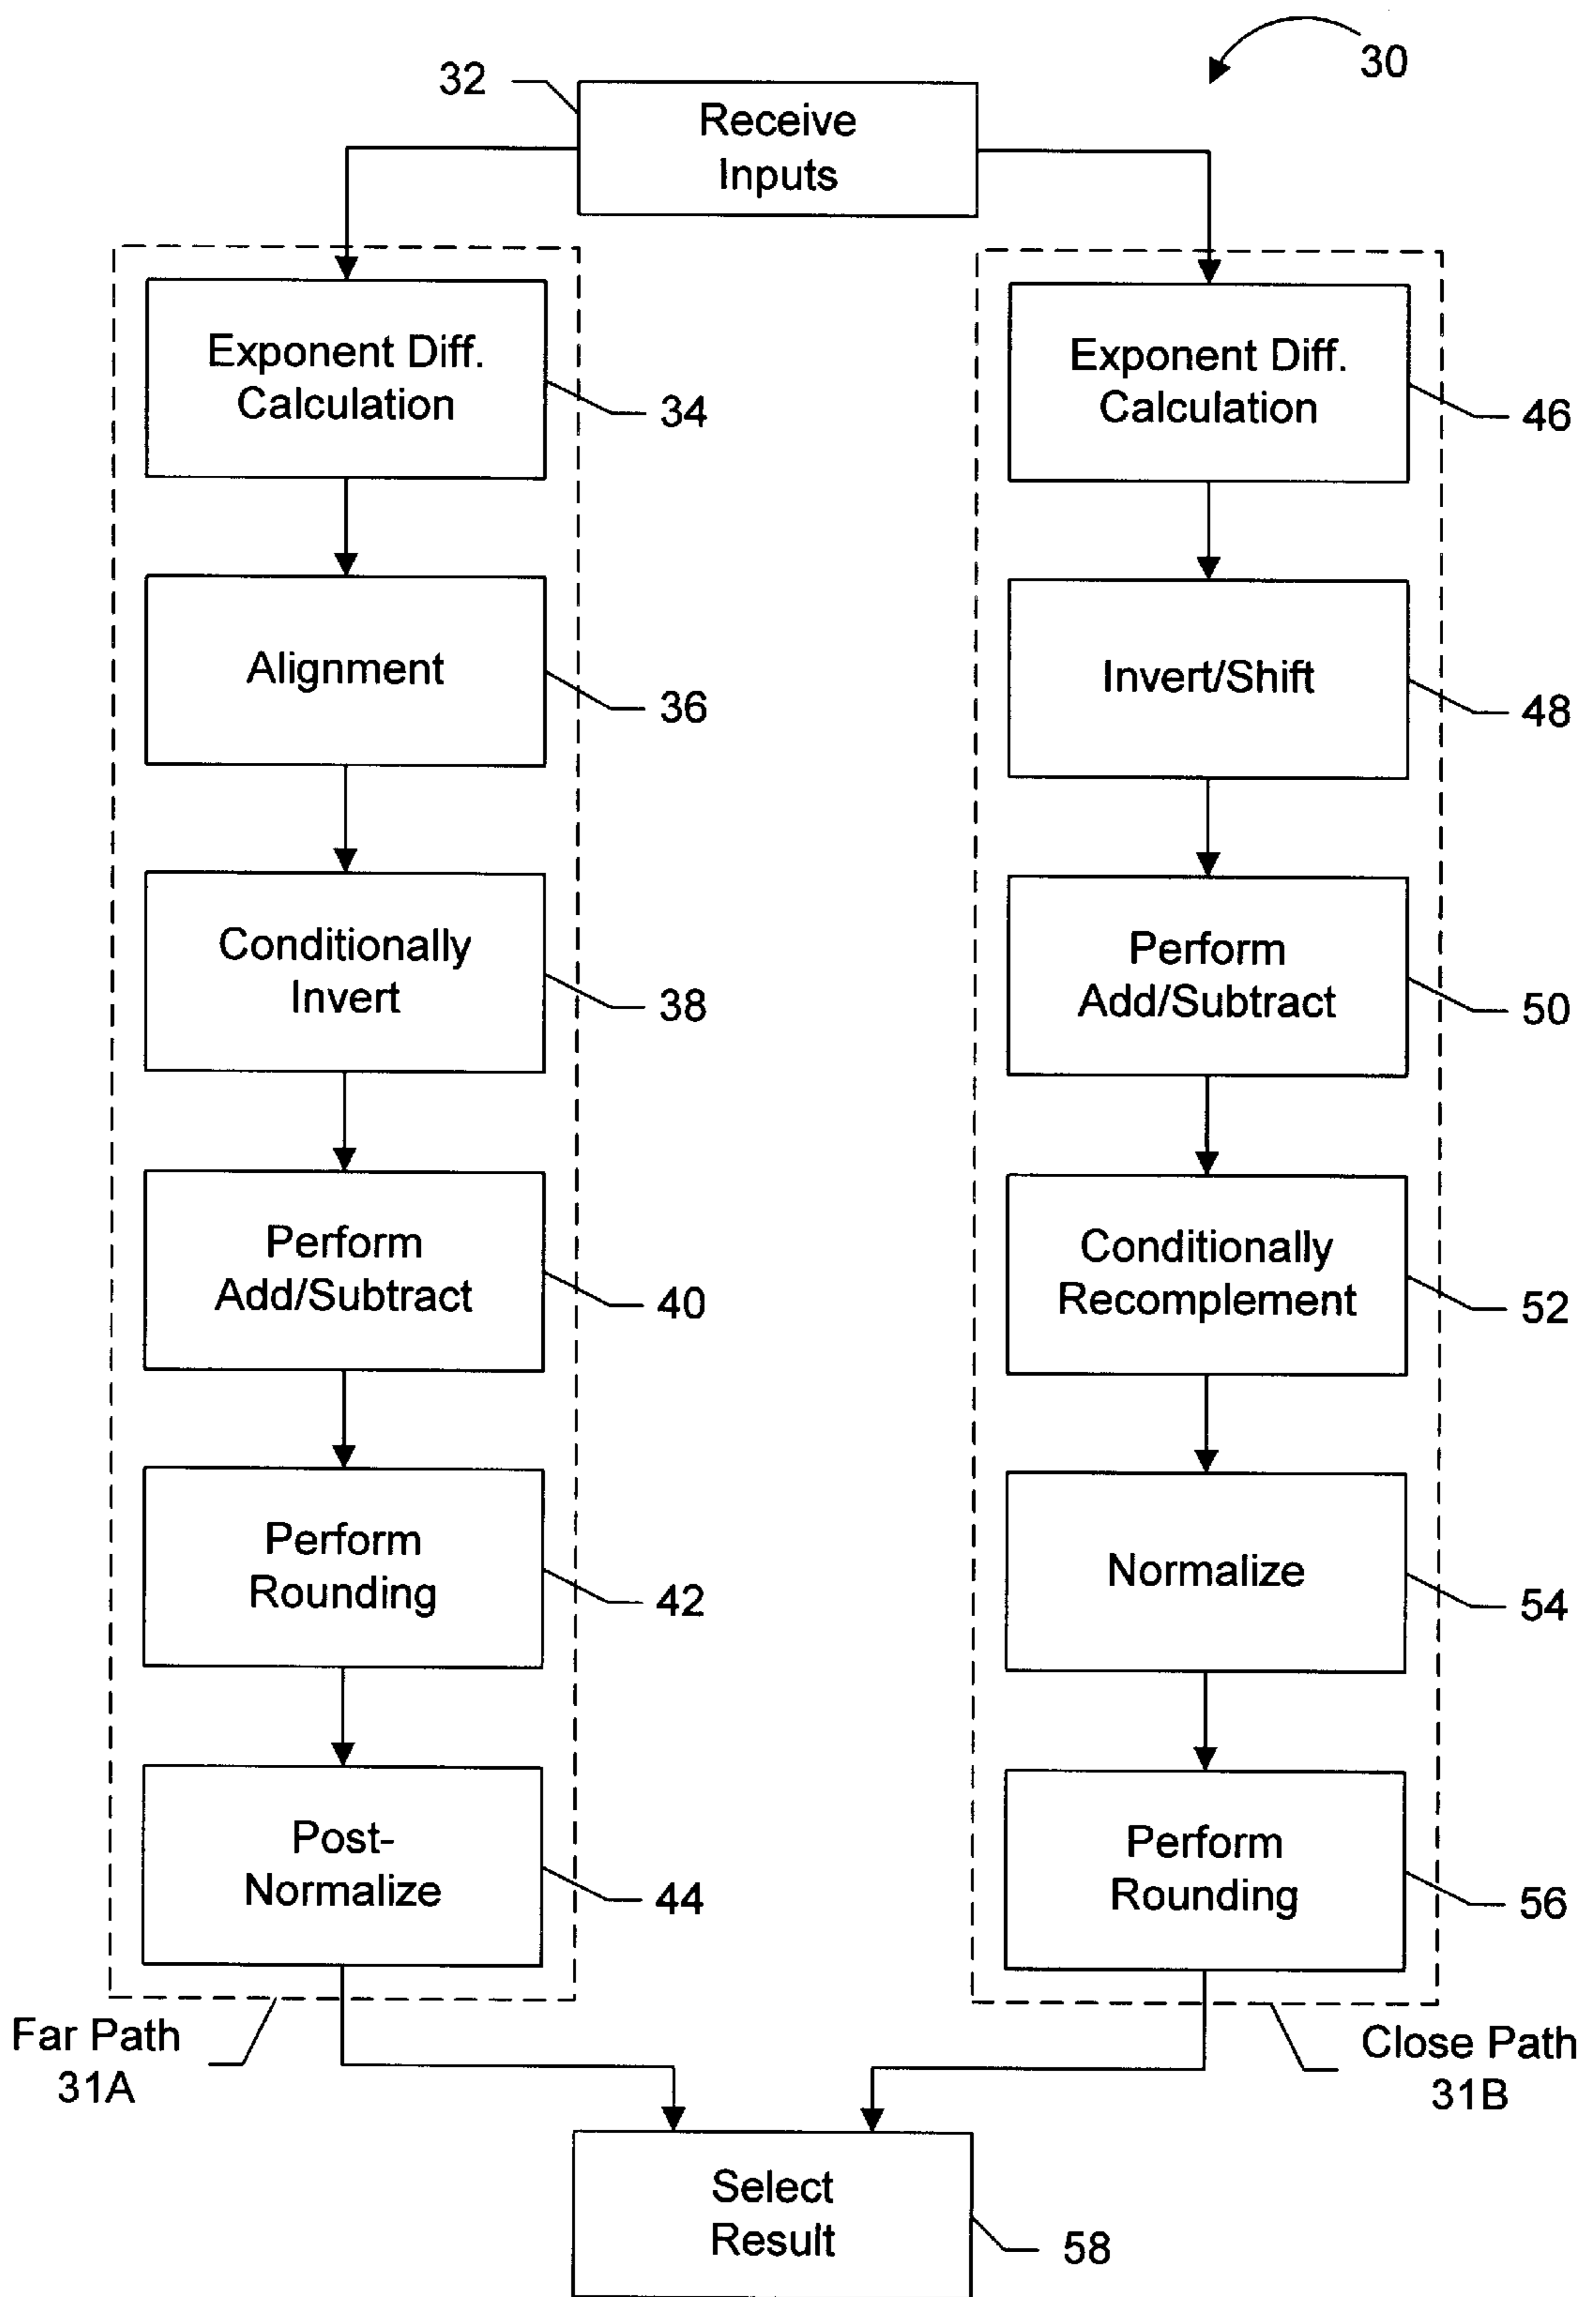 30
32
Receive
Inputs
Exponent Diff.
Calculation
34
Alignment
36
Conditionally
Invert
38
Perform
Add/Subtract
40
Perform
Rounding
42
Post-
Normalize
44
Far Path
31A
Exponent Diff.
Calculation
46
Invert/Shift
48
Perform
Add/Subtract
50
Conditionally
Recomplement
52
Normalize
54
Perform
Rounding
56
Close Path
31B
Select
Result
58